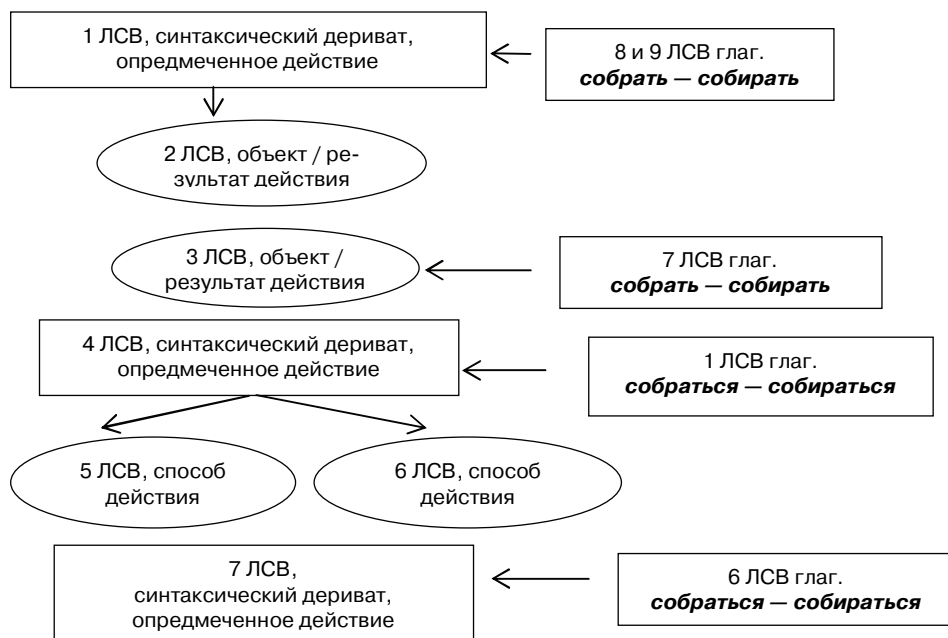 1 ЛСВ, синтаксический дериват,
опредмеченное действие
8 и 9 ЛСВ глаг.
собрать — собирать
2 ЛСВ, объект / ре-
зультат действия
3 ЛСВ, объект /
результат действия
7 ЛСВ глаг.
собрать — собирать
4 ЛСВ, синтаксический дериват,
опредмеченное действие
1 ЛСВ глаг.
собраться — собираться
5 ЛСВ, способ
действия
6 ЛСВ, способ
действия
7 ЛСВ,
синтаксический дериват,
опредмеченное действие
6 ЛСВ глаг.
собраться — собираться